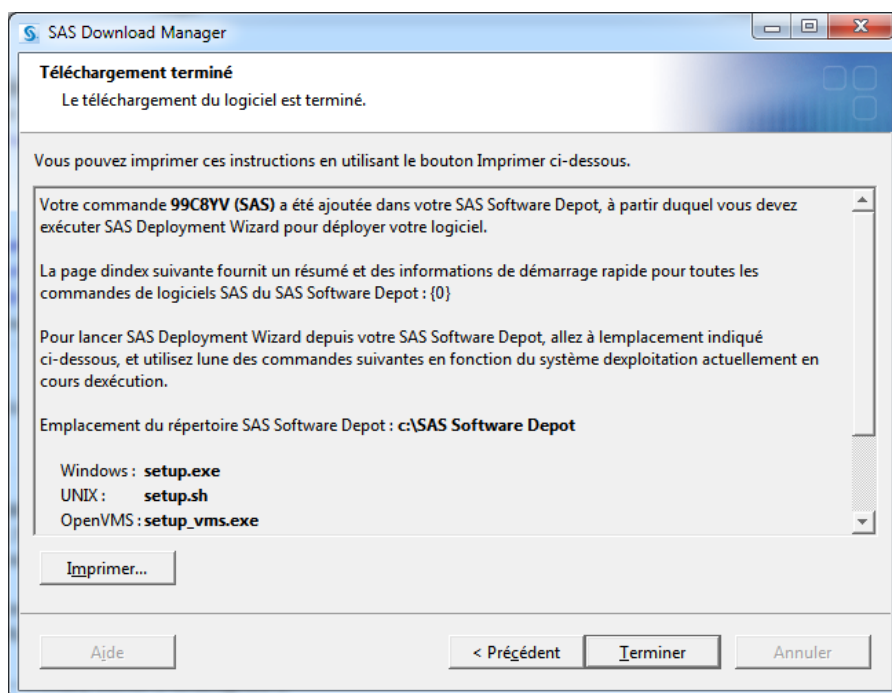 SAS Download Manager
Téléchargement terminé
Le téléchargement du logiciel est terminé.
Vous pouvez imprimer ces instructions en utilisant le bouton Imprimer ci-dessous.
Votre commande 99C8YV (SAS) a été ajoutée dans votre SAS Software Depot, à partir duquel vous devez
exécuter SAS Deployment Wizard pour déployer votre logiciel.
La page dindex suivante fournit un résumé et des informations de démarrage rapide pour toutes les
commandes de logiciels SAS du SAS Software Depot : {0}
Pour lancer SAS Deployment Wizard depuis votre SAS Software Depot, allez à lemplacement indiqué
ci-dessous, et utilisez lune des commandes suivantes en fonction du système dexploitation actuellement en
cours dexécution.
Emplacement du répertoire SAS Software Depot : c:\SAS Software Depot
Windows : setup.exe
UNIX : setup.sh
OpenVMS : setup_vms.exe
Imprimer...
Aide
< Précédent
Terminer
Annuler